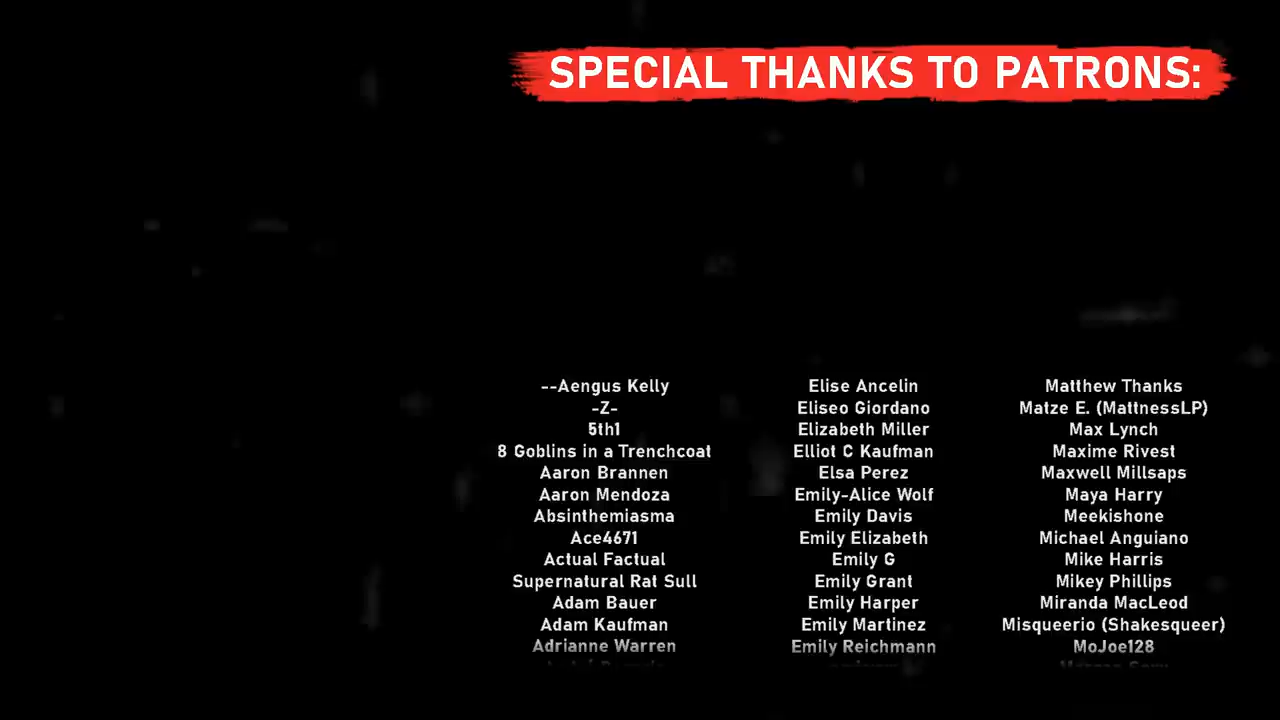 SPECIAL THANKS TO PATRONS:
--Aengus Kelly
-Z-
5th1
8 Goblins in a Trenchcoat
Aaron Brannen
Aaron Mendoza
Absinthemiasma
Ace4671
Actual Factual
Supernatural Rat Sull
Adam Bauer
Adam Kaufman
Adrianne Warren
Elise Ancelin
Eliseo Giordano
Elizabeth Miller
Elliot C Kaufman
Elsa Perez
Emily-Alice Wolf
Emily Davis
Emily Elizabeth
Emily G
Emily Grant
Emily Harper
Emily Martinez
Emily Reichmann
Matthew Thanks
Matze E. (MattnessLP)
Max Lynch
Maxime Rivest
Maxwell Millsaps
Maya Harry
Meekishone
Michael Anguiano
Mike Harris
Mikey Phillips
Miranda MacLeod
Misqueerio (Shakesqueer)
MoJoe128